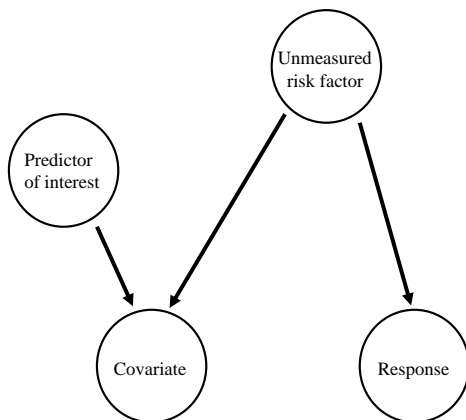 Unmeasured
risk factor
Predictor
of interest
Covariate
Response